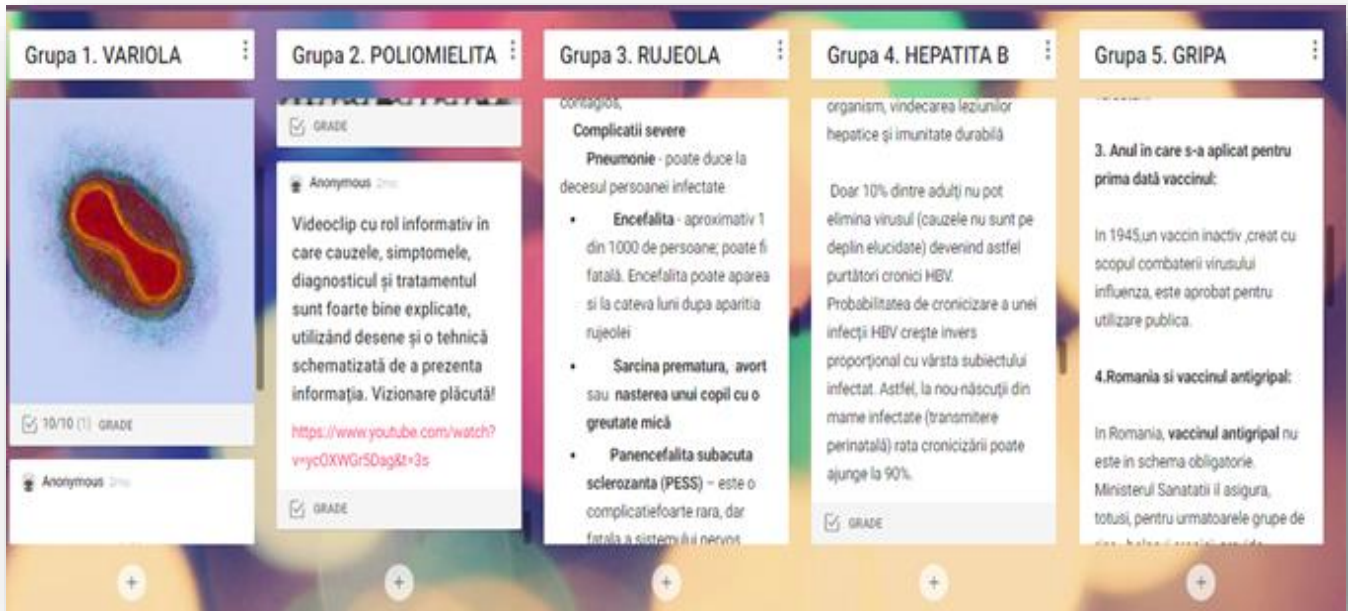 Grupa 1. VARIOLA
10/10 (1) GRADE
Anonymous 2mo
Grupa 2. POLIOMIELITA
GRADE
Anonymous 2mo
Videoclip cu rol informativ în
care cauzele, simptomele,
diagnosticul și tratamentul
sunt foarte bine explicate,
utilizând desene și o tehnică
schematizată de a prezenta
informația. Vizionare plăcută!
https://www.youtube.com/watch?
v=ycOXWGr5Dag&t=3s
GRADE
Grupa 3. RUJEOLA
contagios,
Complicatii severe
Pneumonie - poate duce la
decesul persoanei infectate
• Encefalita - aproximativ 1
din 1000 de persoane; poate fi
fatală. Encefalita poate aparea
si la cateva luni dupa aparitia
rujeolei
• Sarcina prematura, avort
sau nasterea unui copil cu o
greutate mică
• Panencefalita subacuta
sclerozanta (PESS) – este o
complicatiefoarte rara, dar
fatala a sistemului nervos
Grupa 4. HEPATITA B
organism, vindecarea leziunilor
hepatice și imunitate durabilă
Doar 10% dintre adulți nu pot
elimina virusul (cauzele nu sunt pe
deplin elucidate) devenind astfel
purtători cronici HBV.
Probabilitatea de cronicizare a unei
infecții HBV crește invers
proporțional cu vârsta subiectului
infectat. Astfel, la nou-născuții din
mame infectate (transmitere
perinatală) rata cronicizării poate
ajunge la 90%.
GRADE
Grupa 5. GRIPA
3. Anul in care s-a aplicat pentru
prima dată vaccinul:
In 1945,un vaccin inactiv ,creat cu
scopul combaterii virusului
influenza, este aprobat pentru
utilizare publica.
4.Romania si vaccinul antigripal:
In Romania, vaccinul antigripal nu
este in schema obligatorie.
Ministerul Sanatatii il asigura,
totusi, pentru urmatoarele grupe de